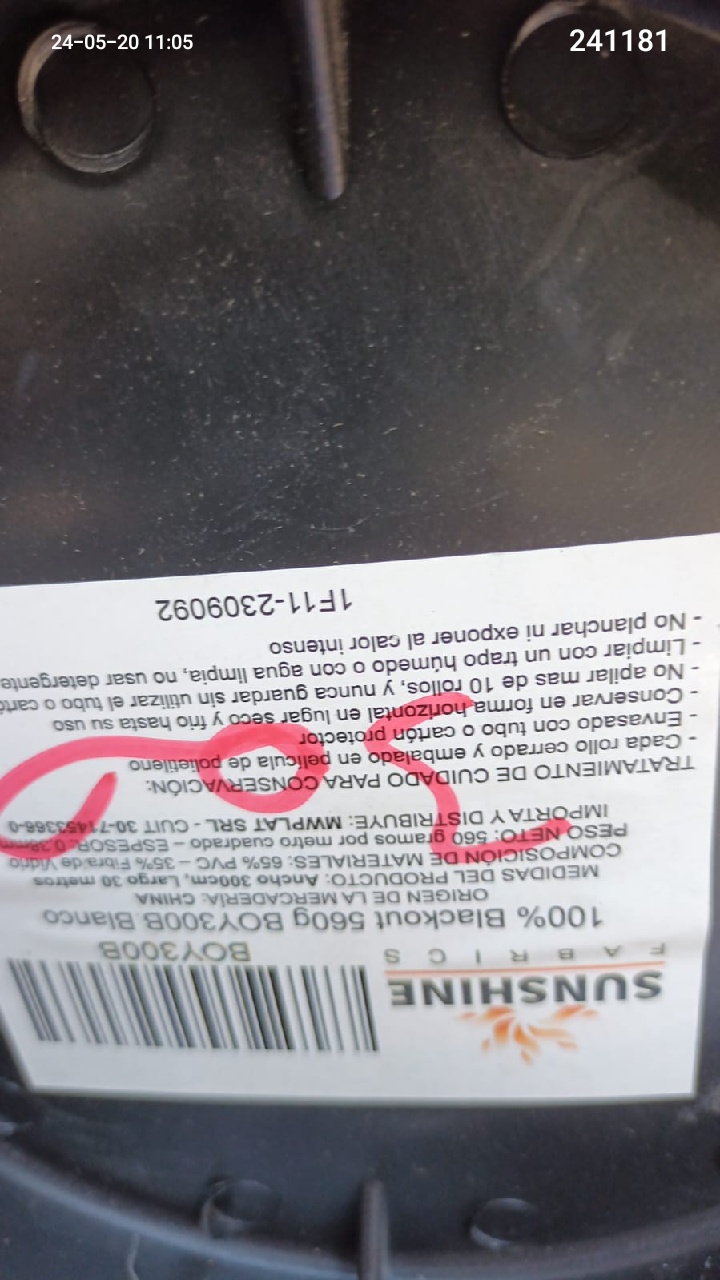 24-05-20 11:05
241181
SUNSHINE
FABRICS
BOY300B
100% Blackout 560g BOY300B Blanco
ORIGEN DE LA MERCADERÍA: CHINA
MEDIDAS DEL PRODUCTO: Ancho 300cm, Largo 30 metros
COMPOSICIÓN DE MATERIALES: 65% PVC – 35% Fibra de Vidrio
PESO NETO: 560 gramos por metro cuadrado – ESPESOR: 0.38mm
IMPORTA Y DISTRIBUYE: MWPLAT SRL - CUIT 30-71453366-0
TRATAMIENTO DE CUIDADO PARA CONSERVACIÓN:
- Cada rollo cerrado y embalado en película de polietileno
- Envasado con tubo o cartón protector
- Conservar en forma horizontal en lugar seco y frio hasta su uso
- No apilar mas de 10 rollos, y nunca guardar sin utilizar el tubo o
- Limpiar con un trapo húmedo o con agua limpia, no usar detergente
- No planchar ni exponer al calor intenso
1F11-2309092